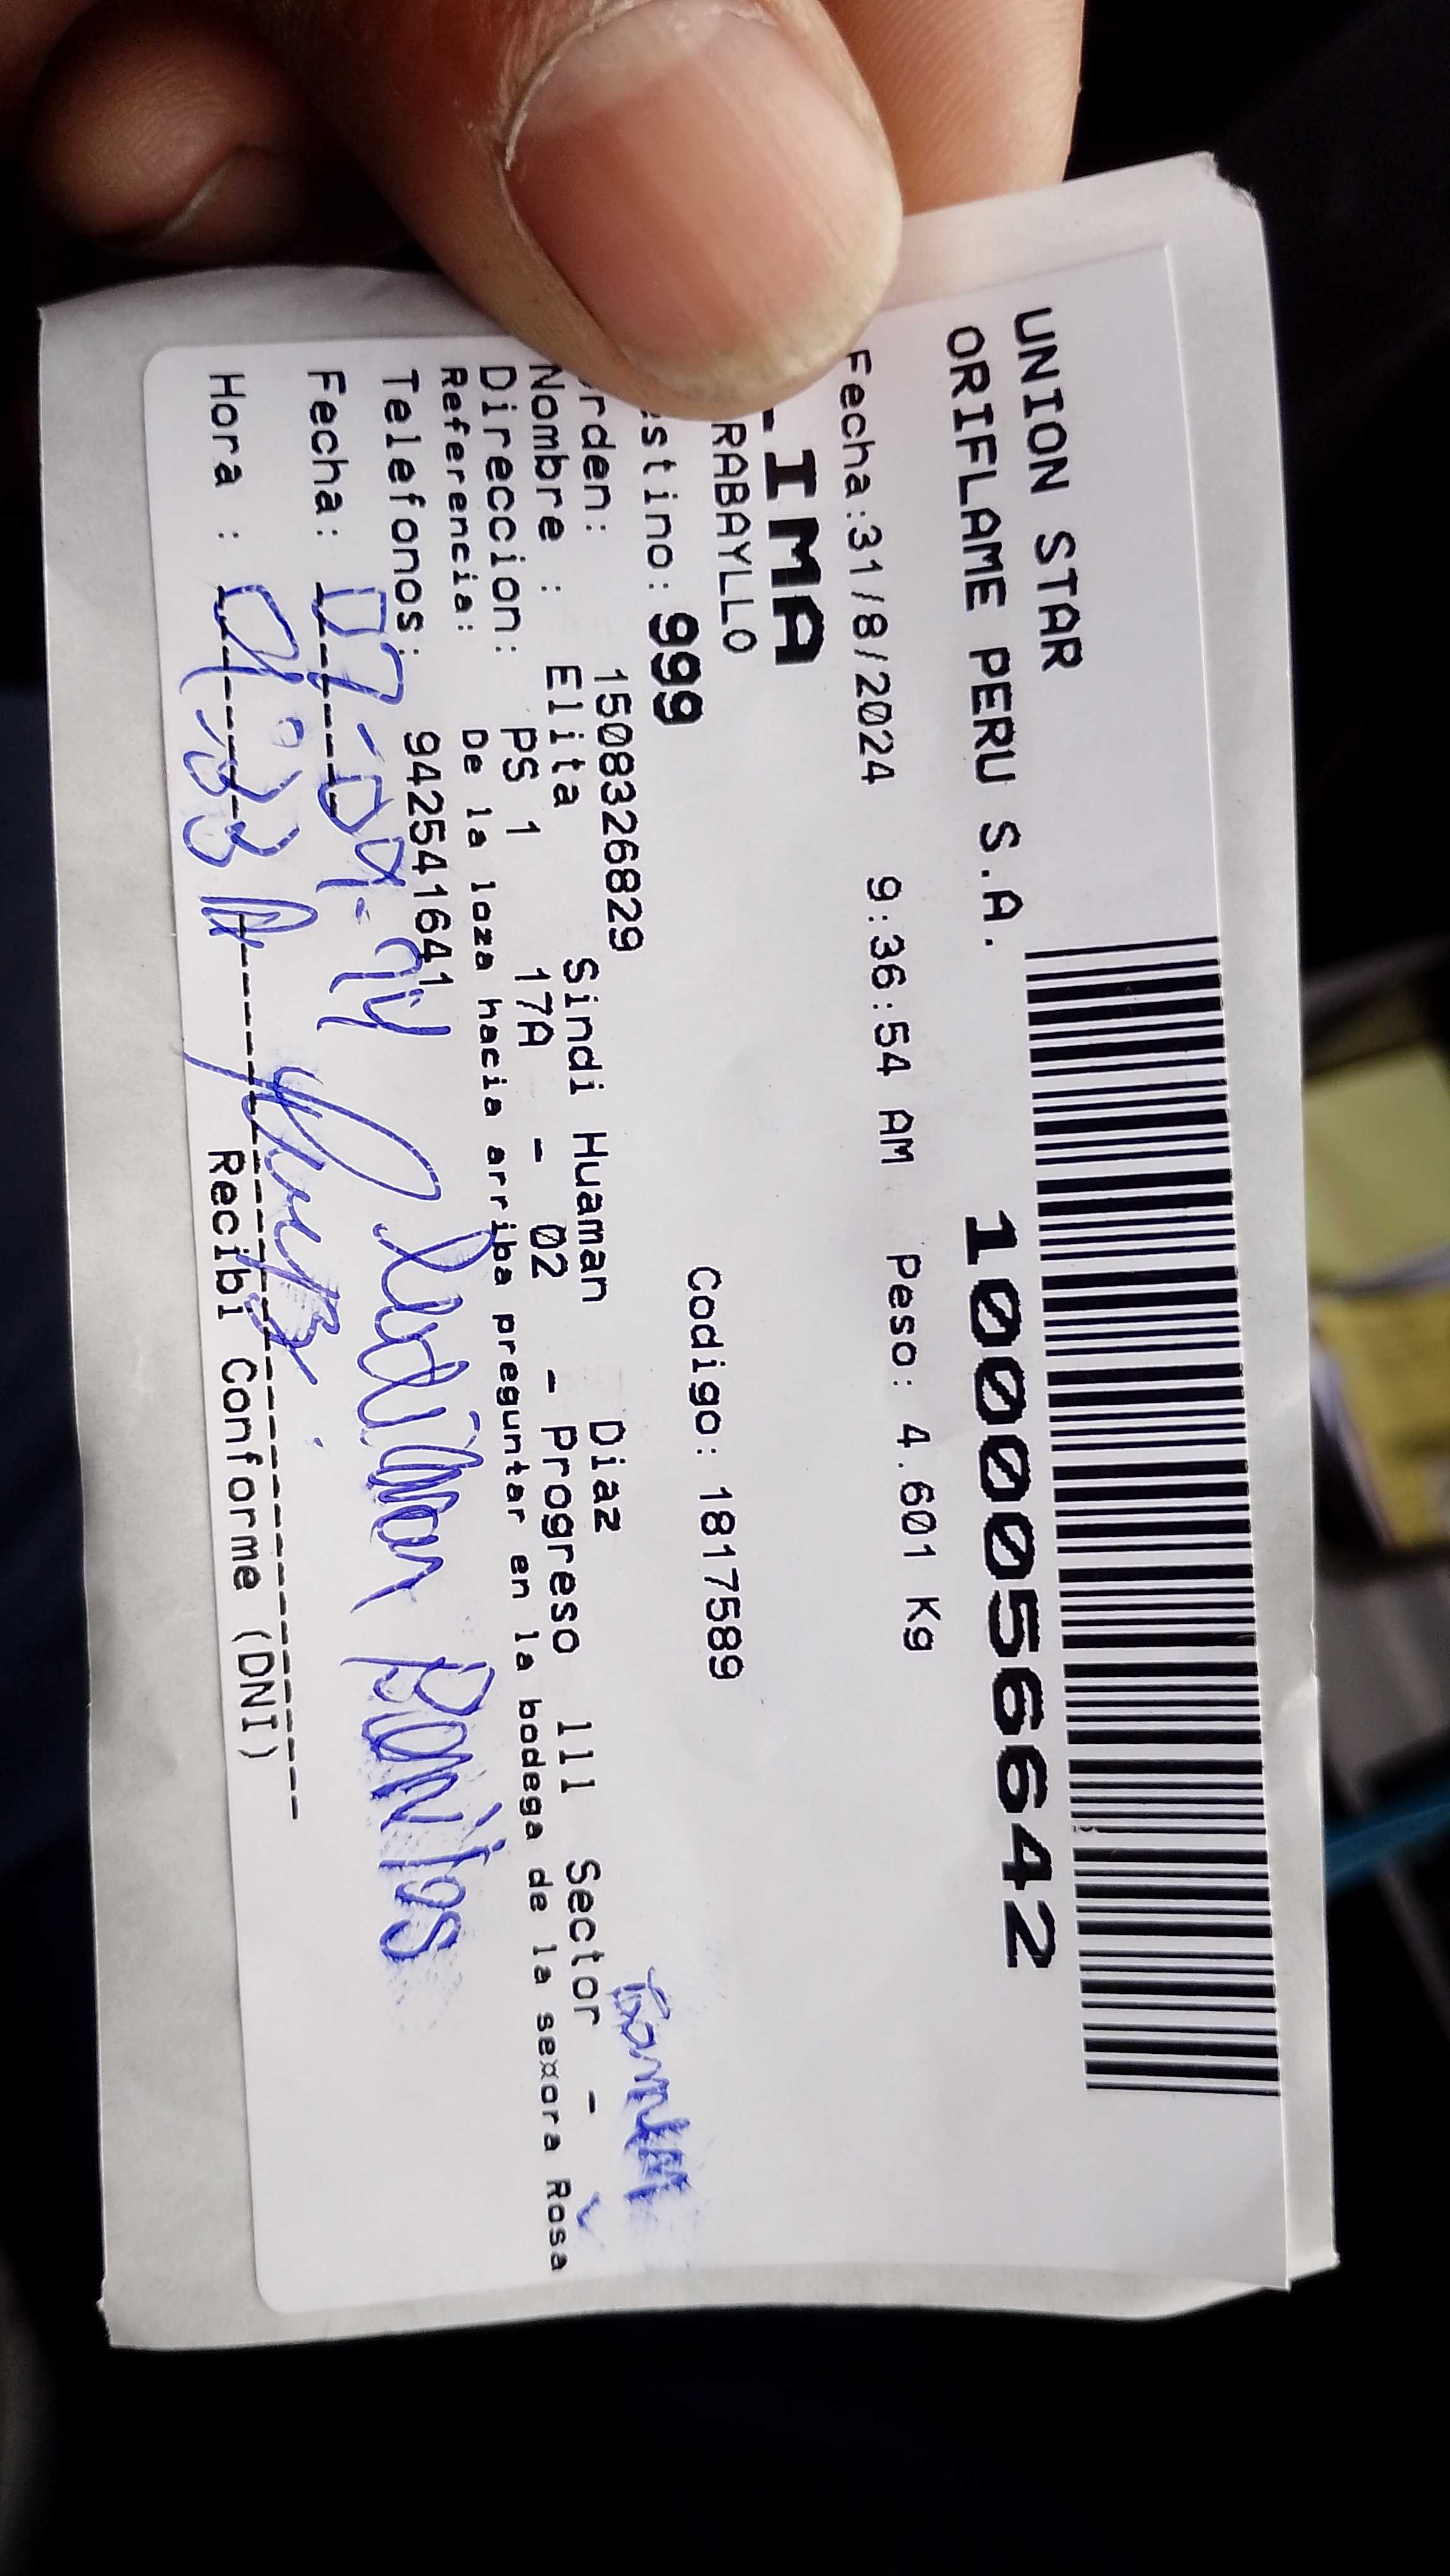 UNION STAR
ORIFLAME PERU S.A.
1000056642
Fecha:31/8/2024 9:36:54 AM Peso: 4.601 Kg
IMA
RABAYLLO
Codigo: 1817589
stino: 999
rden: 1508326829
Nombre : Elita Sindi Huaman Diaz
Direccion: PS 1 17A - 02 - Progreso 111 Sector -
Referencia: De la loza hacia arriba preguntar en la bodega de la se¤ora Rosa
Telefonos: 942541641
Fecha: 07-09-24
Hora :
Recibi Conforme (DNI)